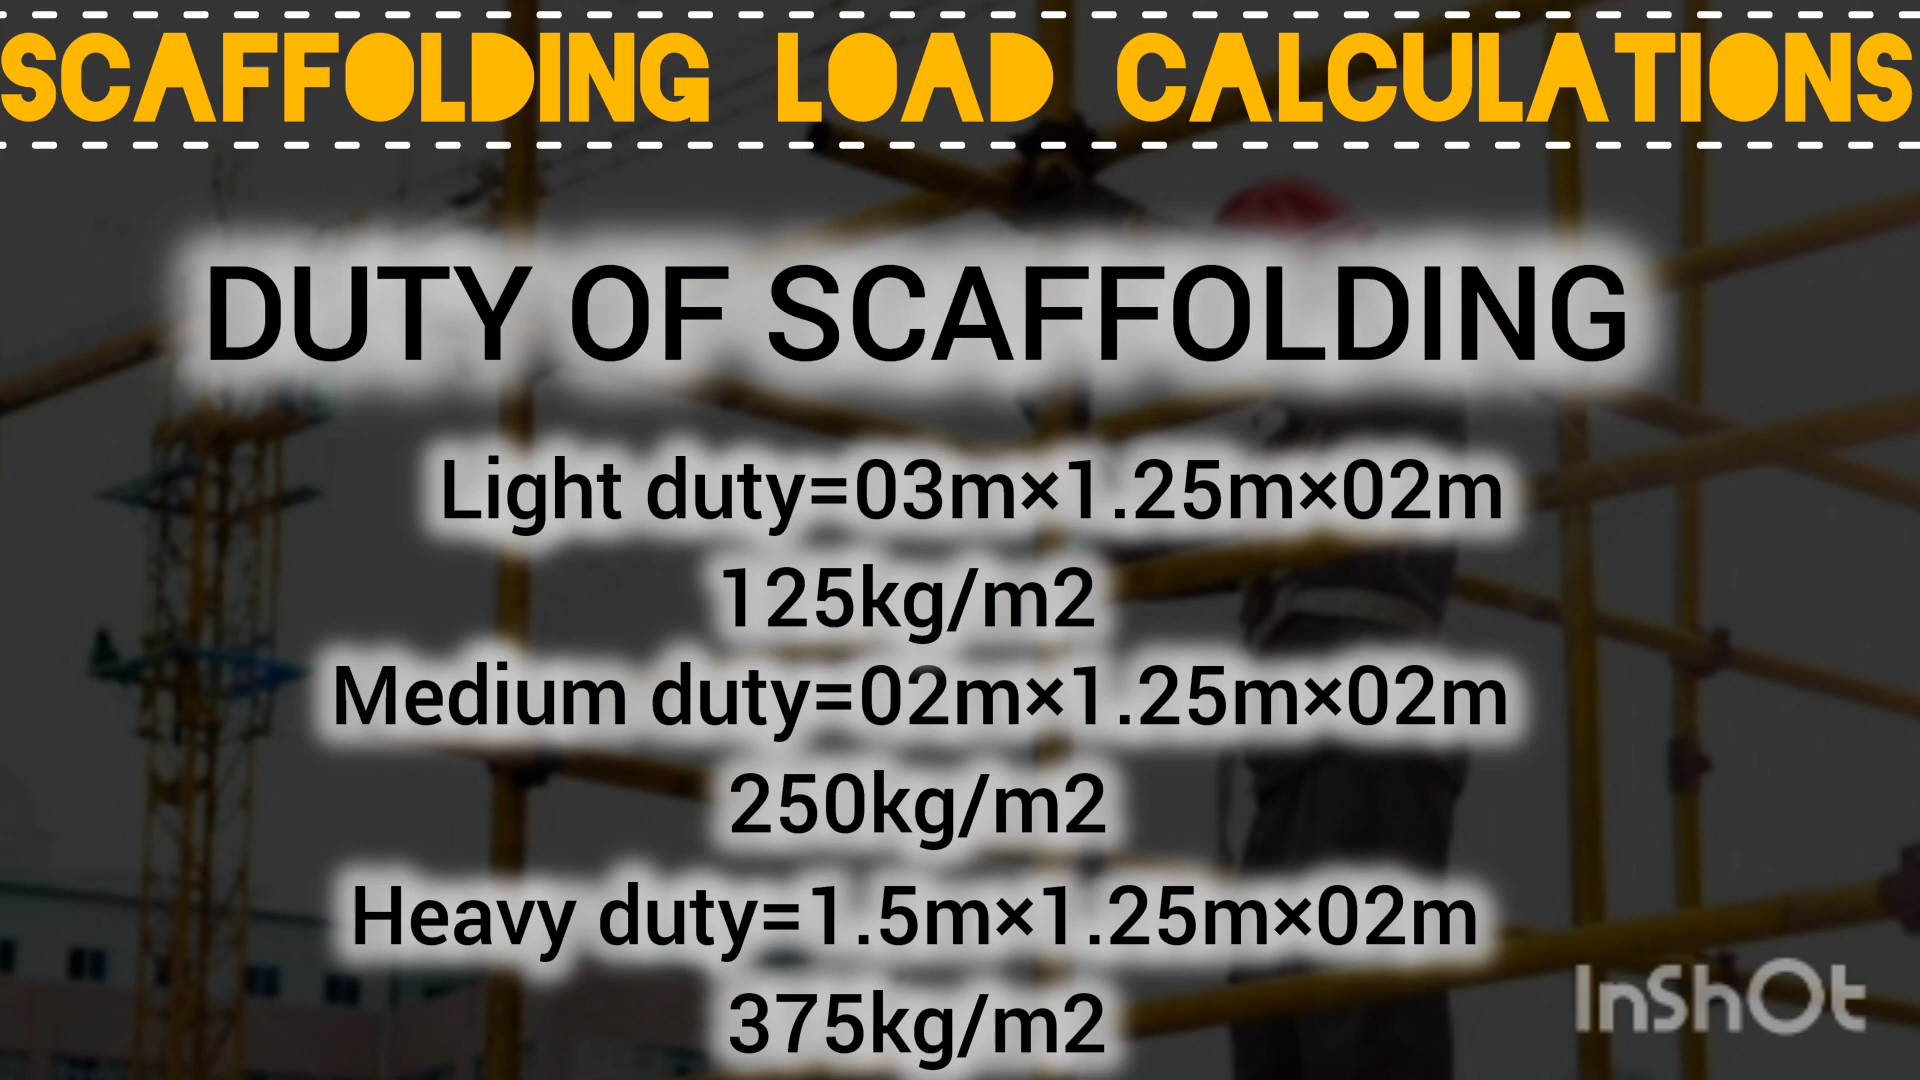 SCAFFOLDING LOAD CALCULATIONS
DUTY OF SCAFFOLDING
Light duty=03m×1.25m×02m
125kg/m2
Medium duty=02m×1.25m×02m
250kg/m2
Heavy duty=1.5m×1.25m×02m
375kg/m2
InShOt